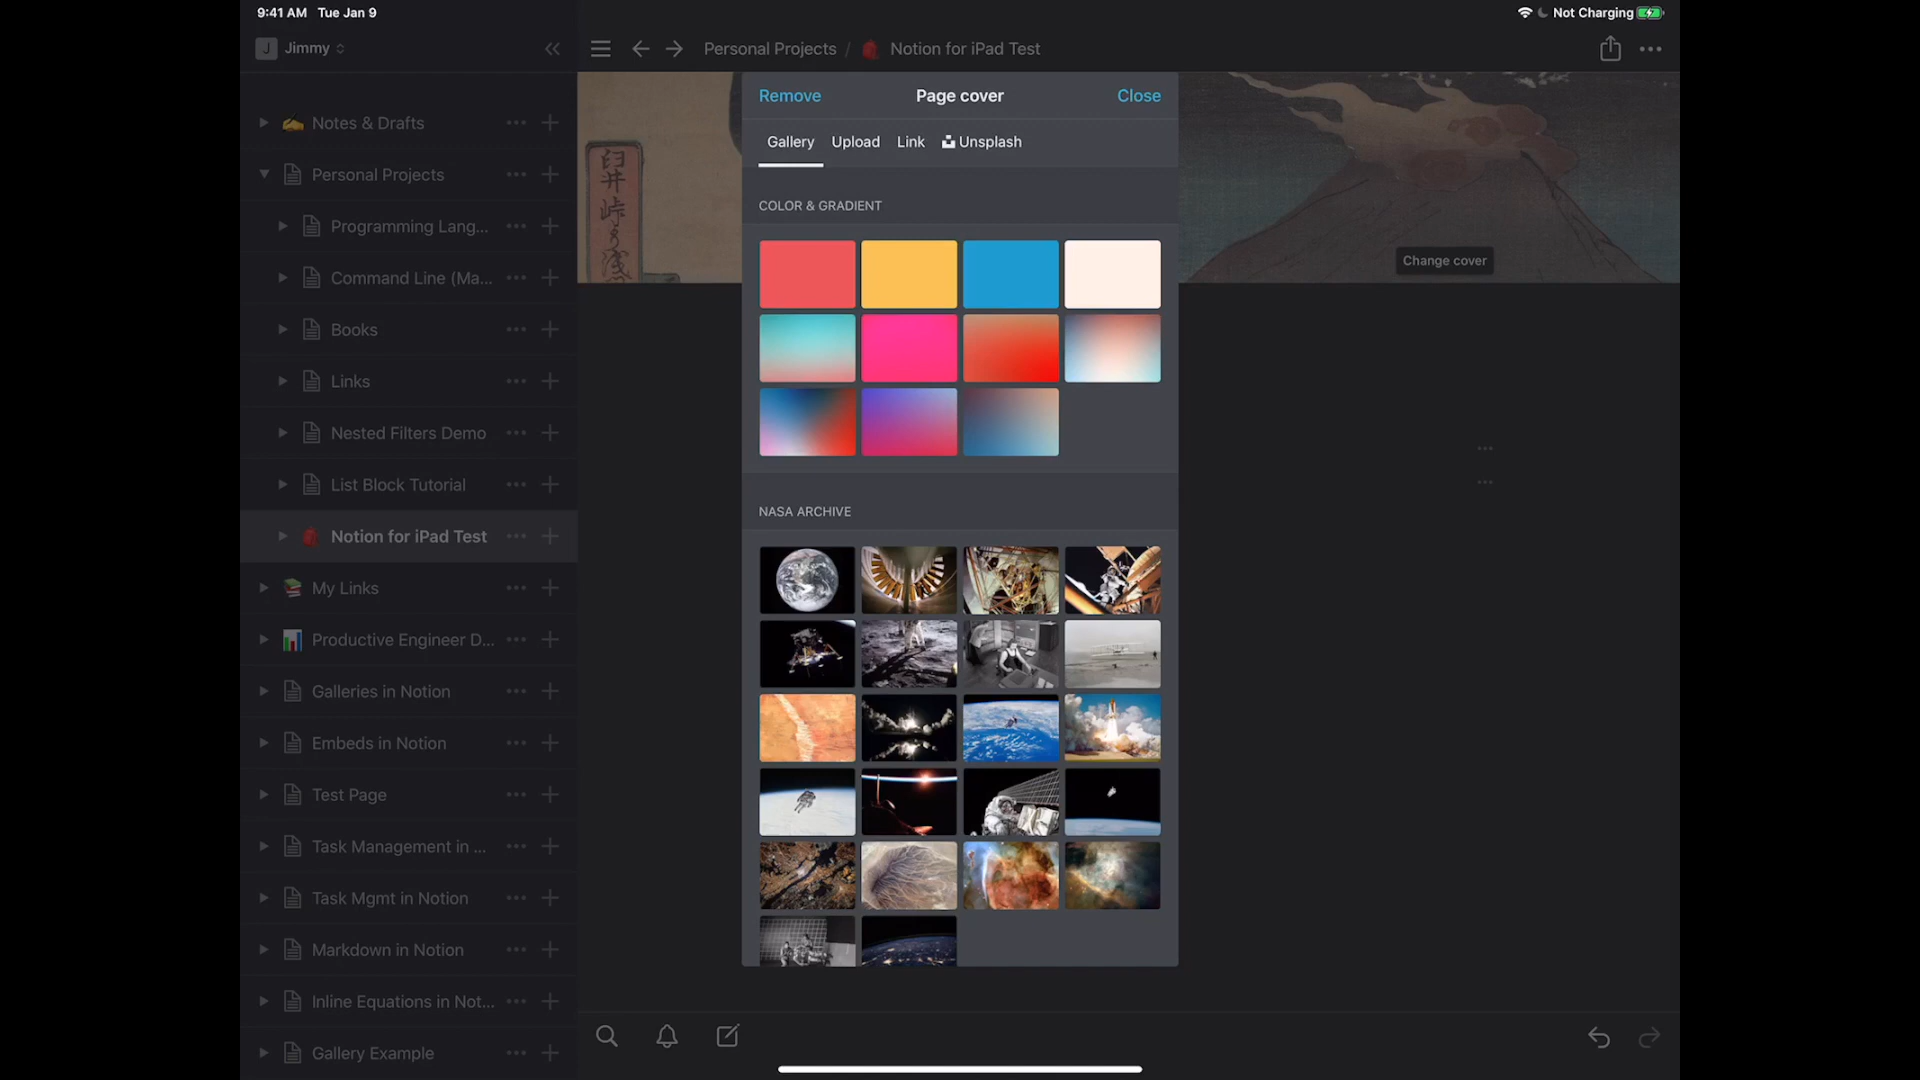 9:41 AM Tue Jan 9
Not Charging
J Jimmy
Personal Projects / Notion for iPad Test
Notes & Drafts
Personal Projects
Programming Lang...
Command Line (Ma...
Books
Links
Nested Filters Demo
List Block Tutorial
Notion for iPad Test
My Links
Productive Engineer D...
Galleries in Notion
Embeds in Notion
Test Page
Task Management in ...
Task Mgmt in Notion
Markdown in Notion
Inline Equations in Not...
Gallery Example
Remove Page cover Close
Gallery Upload Link Unsplash
COLOR & GRADIENT
NASA ARCHIVE
臼井峠
Change cover